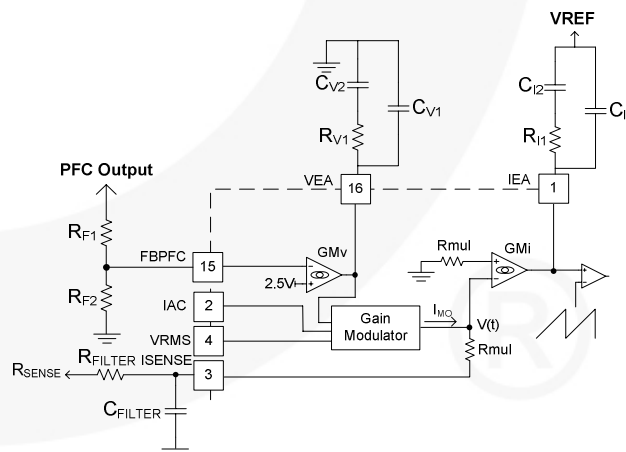 VREF
CV2
CV1
RV1
CI2
CI
RI1
PFC Output
VEA
16
IEA
1
RF1
FBPFC
15
GMv
2.5V
Rmul
GMi
RF2
IAC
2
VRMS
4
Gain
Modulator
IMO
V(t)
Rmul
RSENSE
RFILTER
ISENSE
3
CFILTER
®